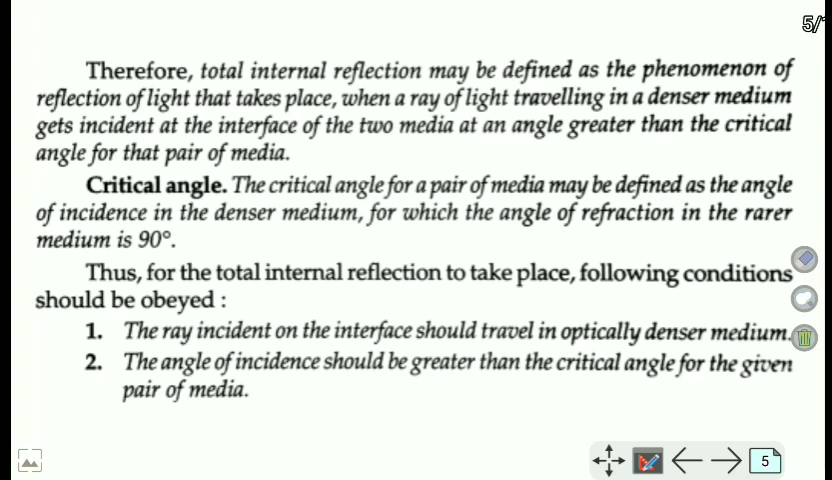 5/
Therefore, total internal reflection may be defined as the phenomenon of
reflection of light that takes place, when a ray of light travelling in a denser medium
gets incident at the interface of the two media at an angle greater than the critical
angle for that pair of media.
Critical angle. The critical angle for a pair of media may be defined as the angle
of incidence in the denser medium, for which the angle of refraction in the rarer
medium is 90°.
Thus, for the total internal reflection to take place, following conditions
should be obeyed :
1. The ray incident on the interface should travel in optically denser medium.
2. The angle of incidence should be greater than the critical angle for the given
pair of media.
5